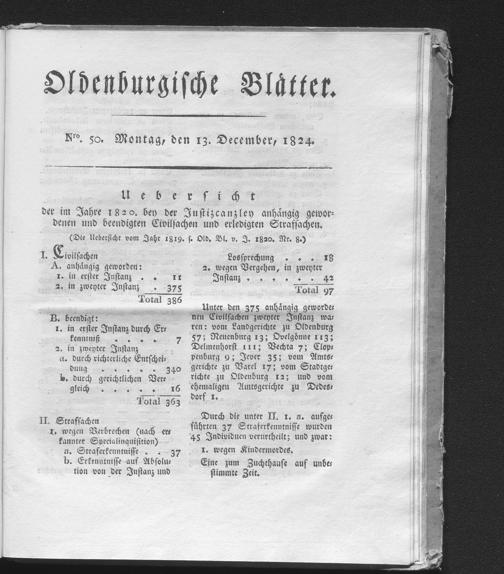 Oldenburgische Blätter.
Nro. 50. Montag, den 13. December, 1824.
Uebersicht
der im Jahre 1820. bey der Justizcanzley anhängig gewor-
denen und beendigten Civilsachen und erledigten Strafsachen.
(Die Uebersicht vom Jahr 1819. s. Old. Bl. v. J. 1820. Nr. 8.)
I. Civilsachen
A. anhängig geworden:
1. in erster Instanz . . 11
2. in zweyter Instanz . 375
Total 386
B. beendigt:
1. in erster Instanz durch Er-
kenntniß . . . . 7
2. in zweyter Instanz
a. durch richterliche Entschei-
dung . . . . . 340
b. durch gerichtlichen Ver-
gleich . . . . . 16
Total 363
II. Strafsachen
1. wegen Verbrechen (nach er-
kannter Specialinquisition)
a. Straferkenntnisse . . 37
b. Erkenntnisse auf Absolu-
tion von der Instanz und
Lossprechung . . . 18
2. wegen Vergehen, in zweyter
Instanz . . . . . . 42
Total 97
Unter den 375 anhängig geworde-
nen Civilsachen zweyter Instanz wa-
ren: vom Landgerichte zu Oldenburg
57; Neuenburg 13; Ovelgönne 113;
Delmenhorst 111; Vechta 7; Clop-
penburg 9; Jever 35; vom Amts-
gerichte zu Varel 17; vom Stadtge-
richte zu Oldenburg 12; und vom
ehemaligen Amtsgerichte zu Dedes-
dorf 1.
Durch die unter II. 1. a. aufge-
führten 37 Straferkenntnisse wurden
45 Individuen verurtheilt; und zwar:
1. wegen Kindermordes.
Eine zum Zuchthause auf unbe-
stimmte Zeit.